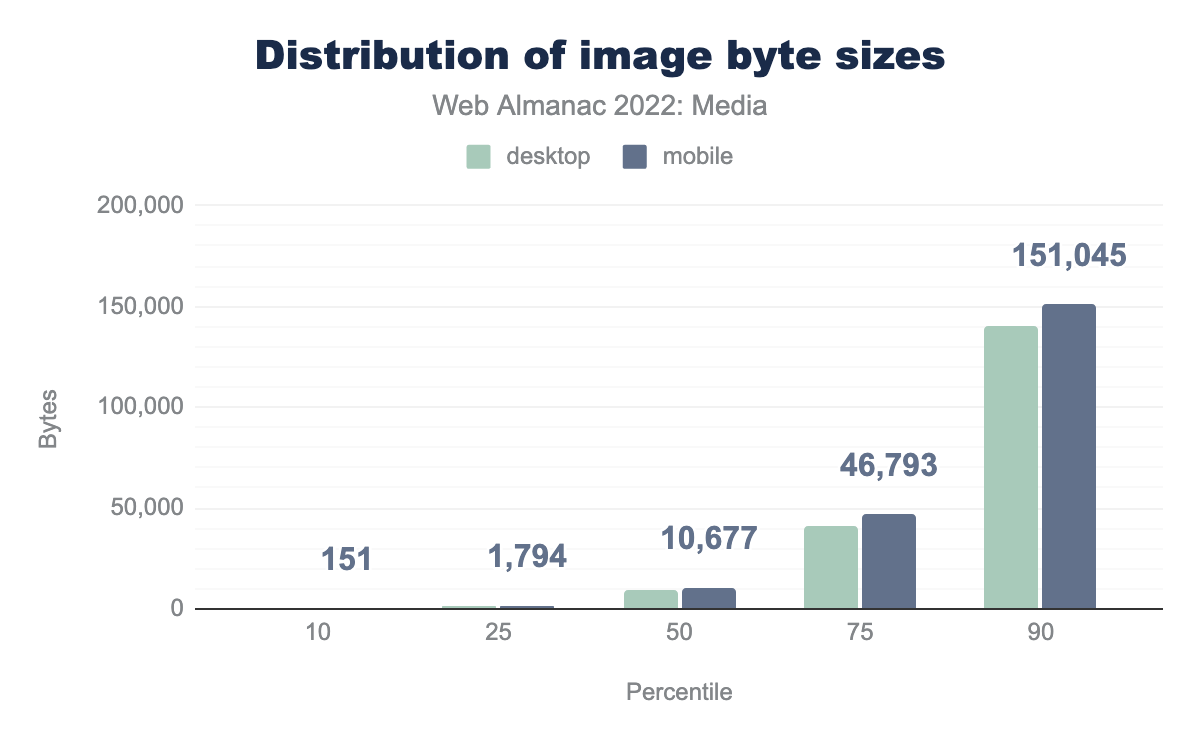 Distribution of image byte sizes
Web Almanac 2022: Media
desktop mobile
200,000
150,000
100,000
50,000
0
Bytes
151
1,794
10,677
46,793
151,045
10 25 50 75 90
Percentile